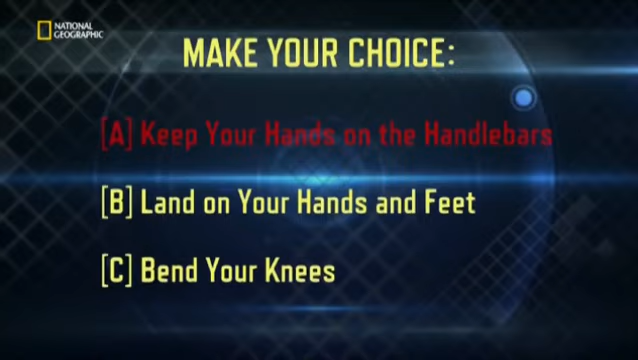 NATIONAL
GEOGRAPHIC
MAKE YOUR CHOICE:
[A] Keep Your Hands on the Handlebars
[B] Land on Your Hands and Feet
[C] Bend Your Knees